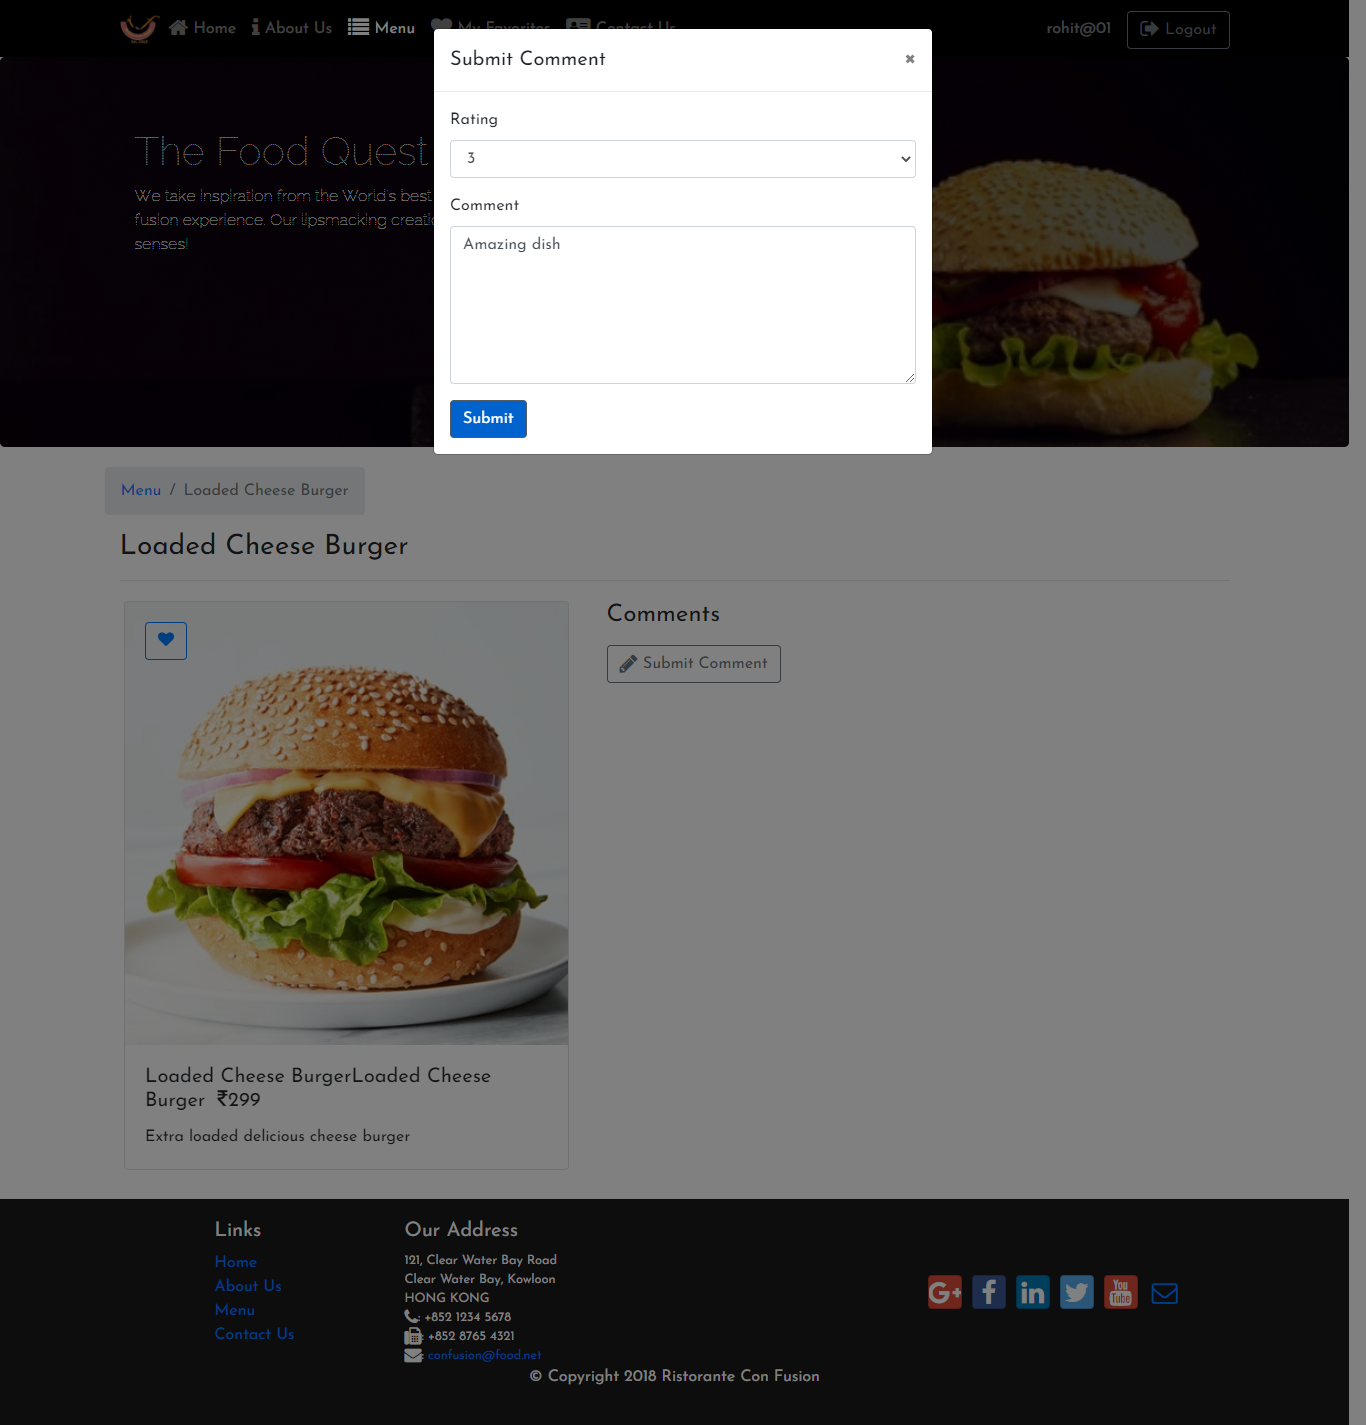 Home About Us Menu My Favorites Contact Us rohit@01 Logout
Submit Comment ×
Rating
3
Comment
Amazing dish
Submit
The Food Quest
We take inspiration from the World's best
fusion experience. Our lipsmacking creatio
senses!
Menu / Loaded Cheese Burger
Loaded Cheese Burger
Comments
Submit Comment
Loaded Cheese BurgerLoaded Cheese
Burger ₹299
Extra loaded delicious cheese burger
Links
Home
About Us
Menu
Contact Us
Our Address
121, Clear Water Bay Road
Clear Water Bay, Kowloon
HONG KONG
: +852 1234 5678
: +852 8765 4321
: confusion@food.net
G+ f in You Tube
© Copyright 2018 Ristorante Con Fusion